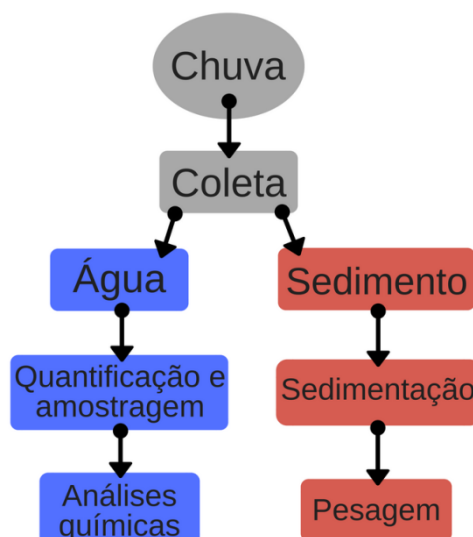 Chuva
Coleta
Água
Sedimento
Quantificação e
amostragem
Sedimentação
Análises
químicas
Pesagem